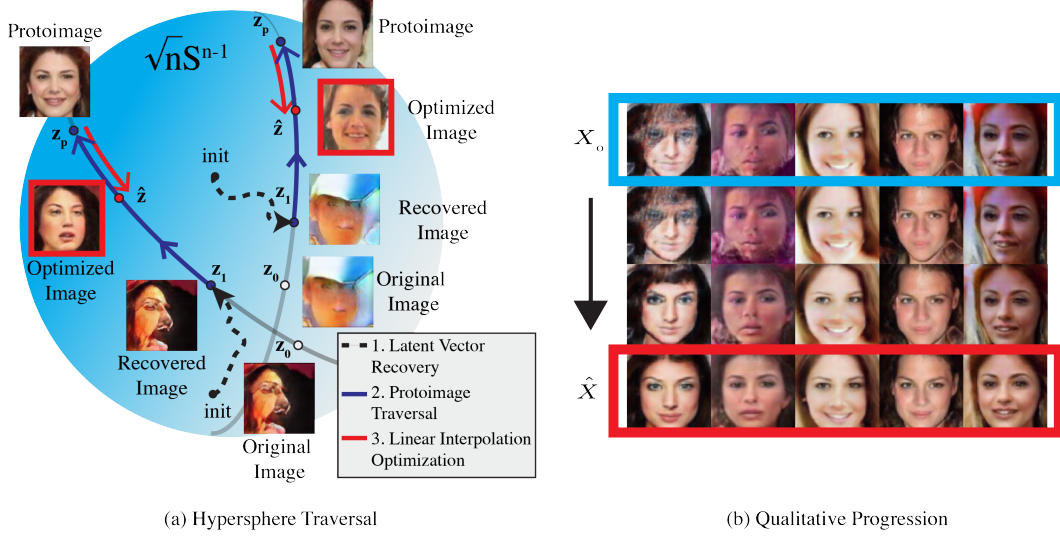 Protoimage
z_p
Protoimage
√nS^{n-1}
Optimized
Image
ẑ
z_p
init
ẑ
z_1
Recovered
Image
Optimized
Image
z_1
z_0
Original
Image
Recovered
Image
z_0
init
Original
Image
1. Latent Vector
Recovery
2. Protoimage
Traversal
3. Linear Interpolation
Optimization
(a) Hypersphere Traversal
X_o
X̂
(b) Qualitative Progression